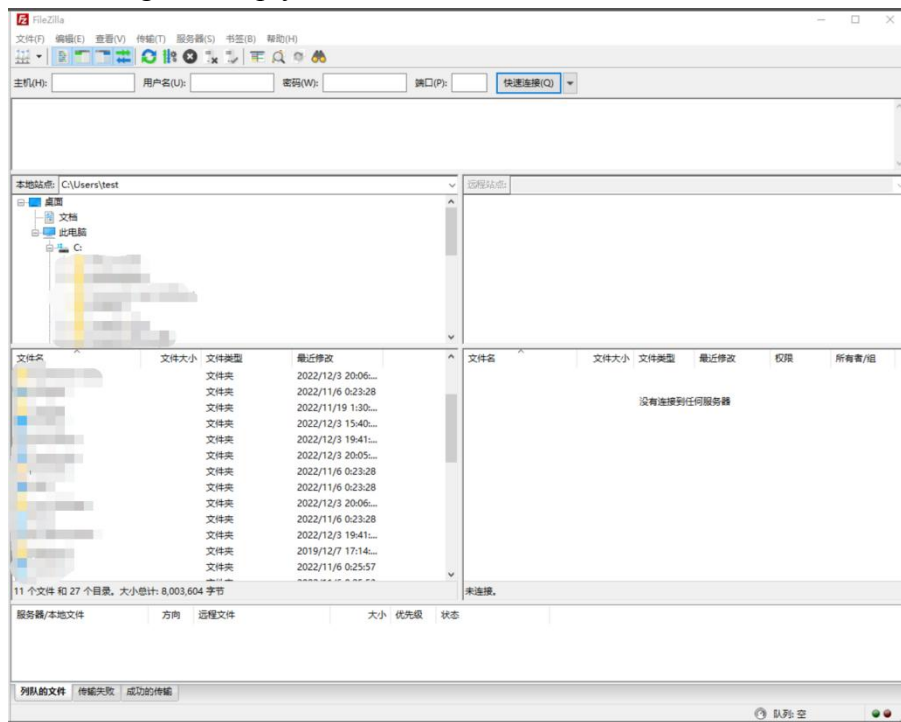 FileZilla
文件(F) 编辑(E) 查看(V) 传输(T) 服务器(S) 书签(B) 帮助(H)
主机(H): 用户名(U): 密码(W): 端口(P): 快速连接(Q)
本地站点: C:\Users\test
远程站点:
桌面
文档
此电脑
C:
文件名 文件大小 文件类型 最近修改
文件夹 2022/12/3 20:06:...
文件夹 2022/11/6 0:23:28
文件夹 2022/11/19 1:30:...
文件夹 2022/12/3 15:40:...
文件夹 2022/12/3 19:41:...
文件夹 2022/12/3 20:05:...
文件夹 2022/11/6 0:23:28
文件夹 2022/11/6 0:23:28
文件夹 2022/12/3 20:06:...
文件夹 2022/11/6 0:23:28
文件夹 2022/12/3 19:41:...
文件夹 2019/12/7 17:14:...
文件夹 2022/11/6 0:25:57
11 个文件 和 27 个目录。大小总计: 8,003,604 字节
文件名 文件大小 文件类型 最近修改 权限 所有者/组
没有连接到任何服务器
未连接。
服务器/本地文件 方向 远程文件 大小 优先级 状态
列队的文件 传输失败 成功的传输
队列: 空